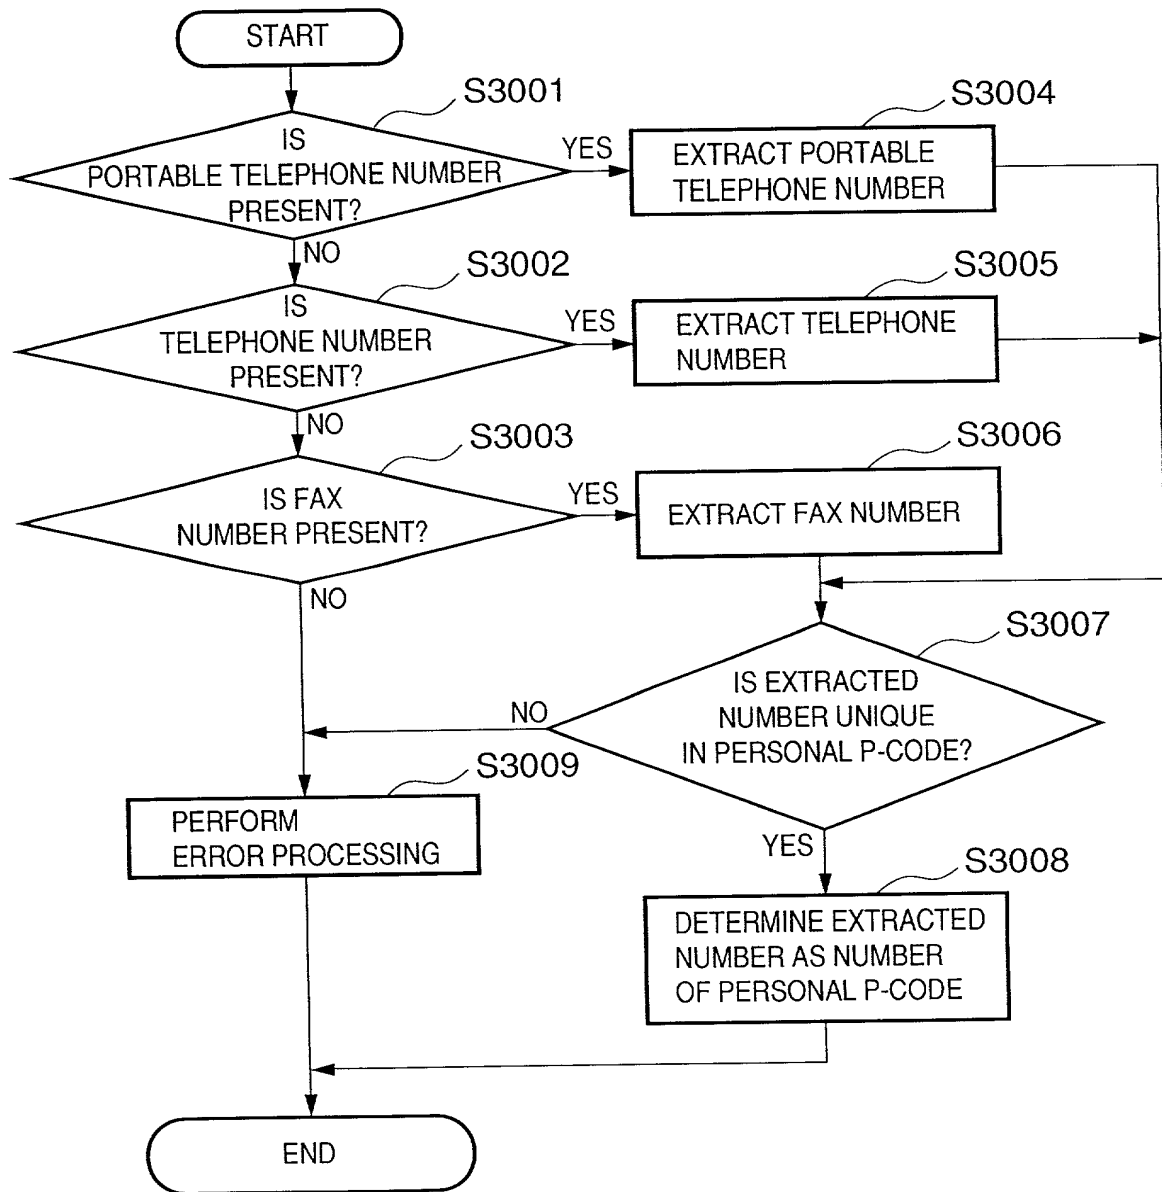 START
S3001
IS
PORTABLE TELEPHONE NUMBER
PRESENT?
YES
S3004
EXTRACT PORTABLE
TELEPHONE NUMBER
NO
S3002
IS
TELEPHONE NUMBER
PRESENT?
YES
S3005
EXTRACT TELEPHONE
NUMBER
NO
S3003
IS FAX
NUMBER PRESENT?
YES
S3006
EXTRACT FAX NUMBER
NO
S3007
IS EXTRACTED
NUMBER UNIQUE
IN PERSONAL P-CODE?
NO
S3009
PERFORM
ERROR PROCESSING
YES
S3008
DETERMINE EXTRACTED
NUMBER AS NUMBER
OF PERSONAL P-CODE
END